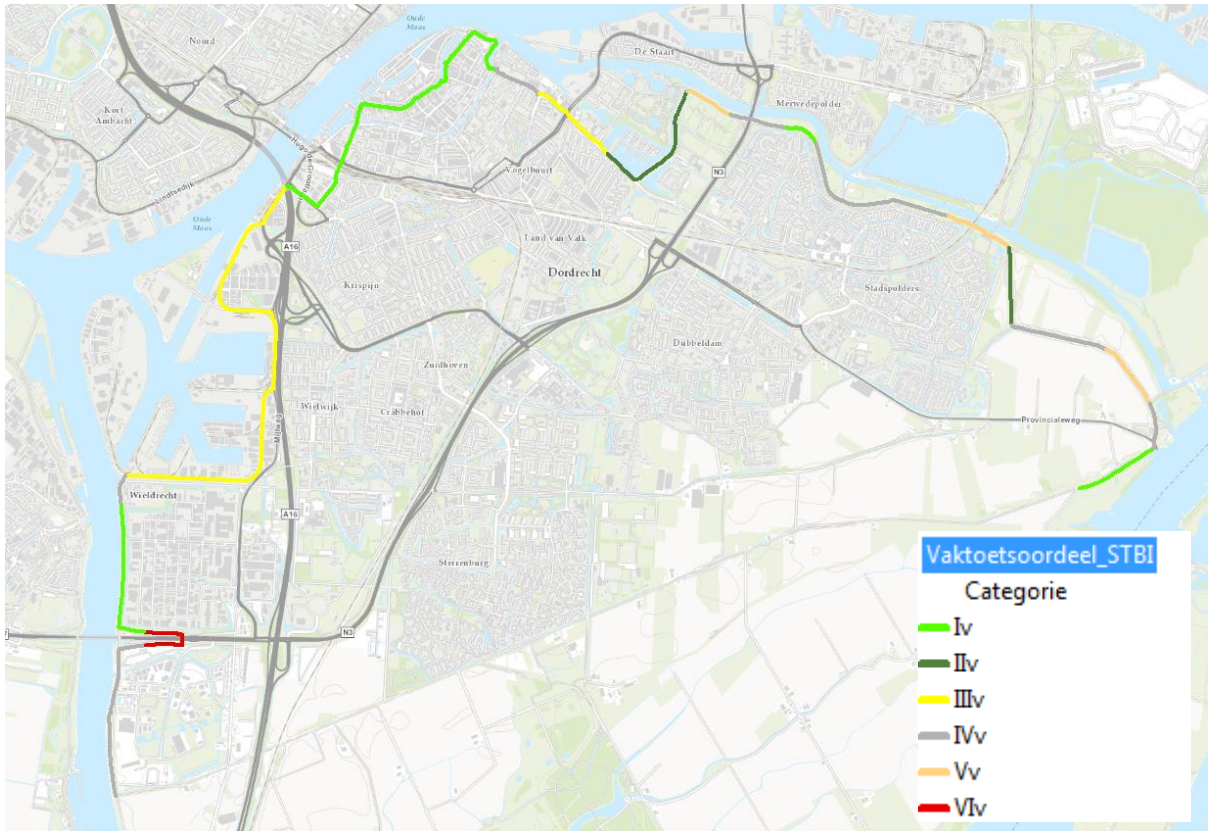 Oude
Maas
Noord
De Staart
Kort
Ambacht
Merwedepolder
Hugo de Grootla
Vogelbuurt
N3
Lindtsedijk
Oude
Maas
Land van Valk
A16
Dordrecht
Krispijn
Stadspolders
Dubbeldam
Zuidhoven
Wielwijk
Crabbehof
Mijlweg
Provincialeweg
Wieldrecht
A16
Sterrenburg
N3
Vaktoetsoordeel_STBI
Categorie
Iv
IIv
IIIv
IVv
Vv
VIv